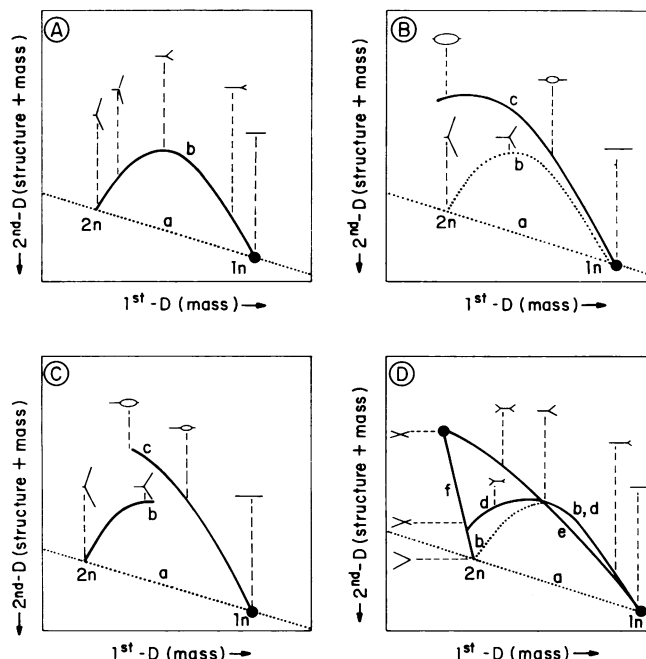 A
b
2n
a
1n
←2nd-D (structure + mass)
1st-D (mass)→
B
c
b
2n
a
1n
←2nd-D (structure + mass)
1st-D (mass)→
C
c
b
2n
a
1n
←2nd-D (structure + mass)
1st-D (mass)→
D
f
d
b, d
b
e
2n
a
1n
←2nd-D (structure + mass)
1st-D (mass)→